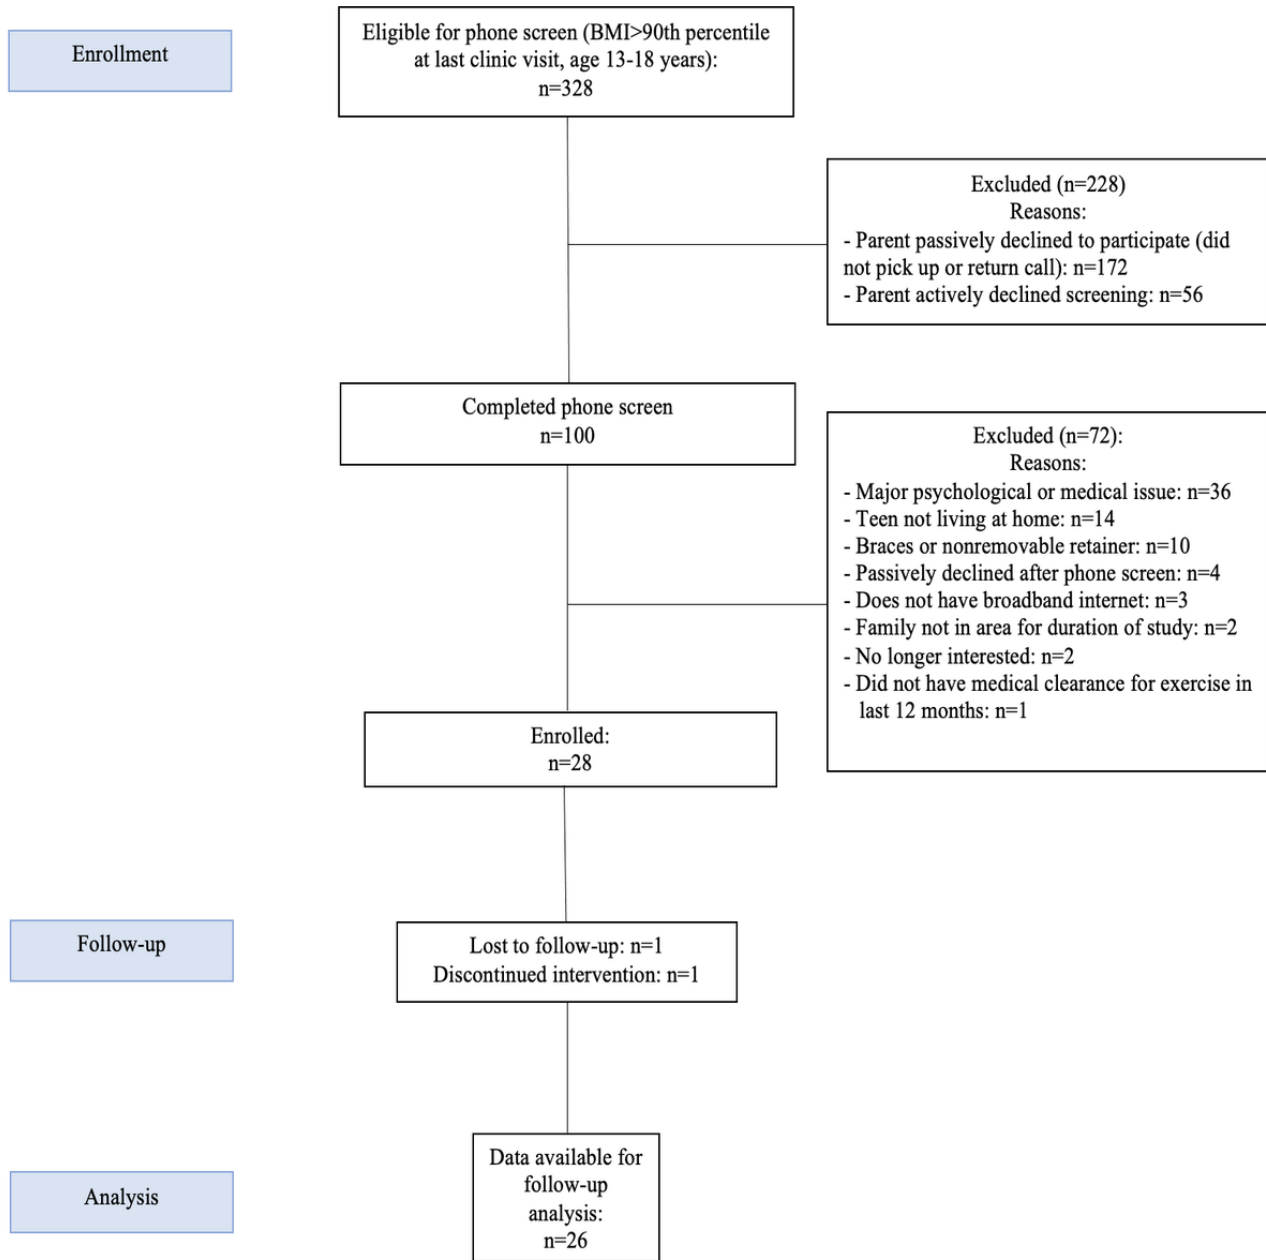 Enrollment
Eligible for phone screen (BMI>90th percentile
at last clinic visit, age 13-18 years):
n=328
Excluded (n=228)
Reasons:
- Parent passively declined to participate (did
not pick up or return call): n=172
- Parent actively declined screening: n=56
Completed phone screen
n=100
Excluded (n=72):
Reasons:
- Major psychological or medical issue: n=36
- Teen not living at home: n=14
- Braces or nonremovable retainer: n=10
- Passively declined after phone screen: n=4
- Does not have broadband internet: n=3
- Family not in area for duration of study: n=2
- No longer interested: n=2
- Did not have medical clearance for exercise in
last 12 months: n=1
Enrolled:
n=28
Follow-up
Lost to follow-up: n=1
Discontinued intervention: n=1
Analysis
Data available for
follow-up
analysis:
n=26